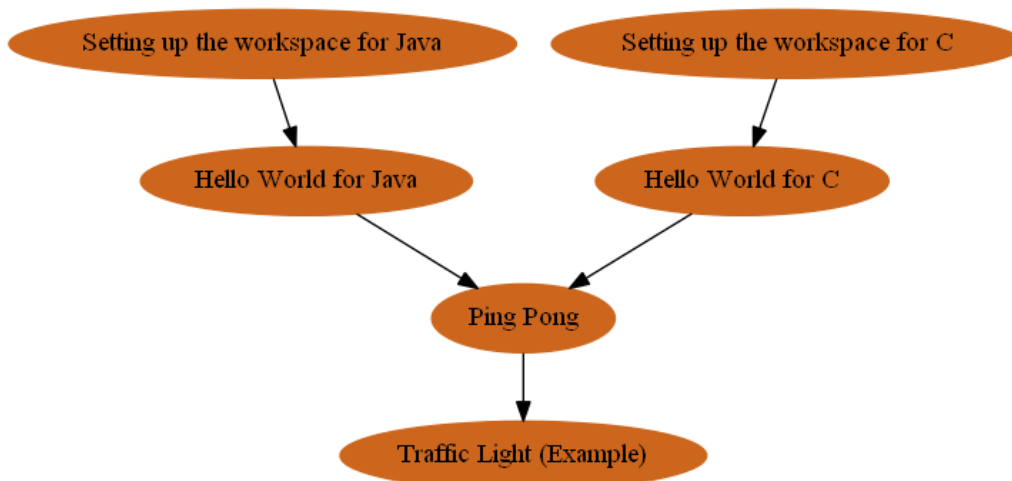 Setting up the workspace for Java
Setting up the workspace for C
Hello World for Java
Hello World for C
Ping Pong
Traffic Light (Example)